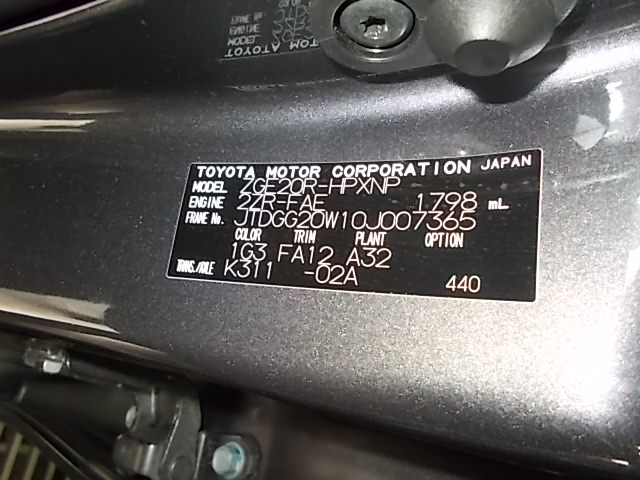 TOYOTA MOTOR CORPORATION JAPAN
MODEL ZGE20R-HPXNP
ENGINE 2ZR-FAE 1798 mL
FRAME No. JTDGG20W10J007365
COLOR TRIM PLANT OPTION
1G3 FA12 A32
TRANS./AXLE K311 -02A 440